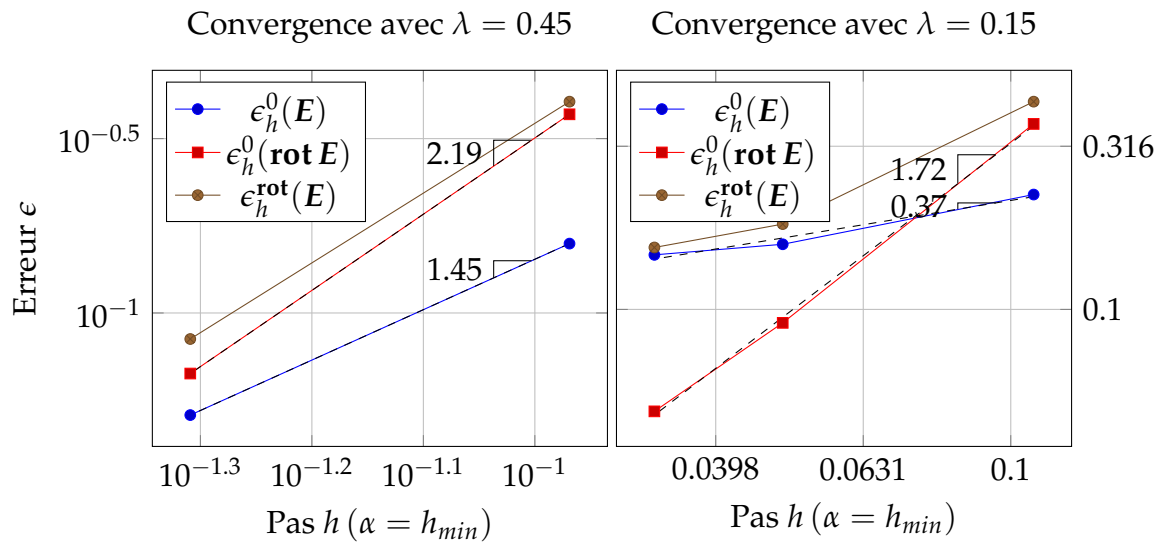 Convergence avec λ = 0.45
Convergence avec λ = 0.15
ϵ_h^0(E)
ϵ_h^0(rot E)
ϵ_h^rot(E)
2.19
1.45
10^−0.5
10^−1
Erreur ϵ
10^−1.3
10^−1.2
10^−1.1
10^−1
Pas h (α = h_min)
ϵ_h^0(E)
ϵ_h^0(rot E)
ϵ_h^rot(E)
1.72
0.37
0.316
0.1
0.0398
0.0631
0.1
Pas h (α = h_min)